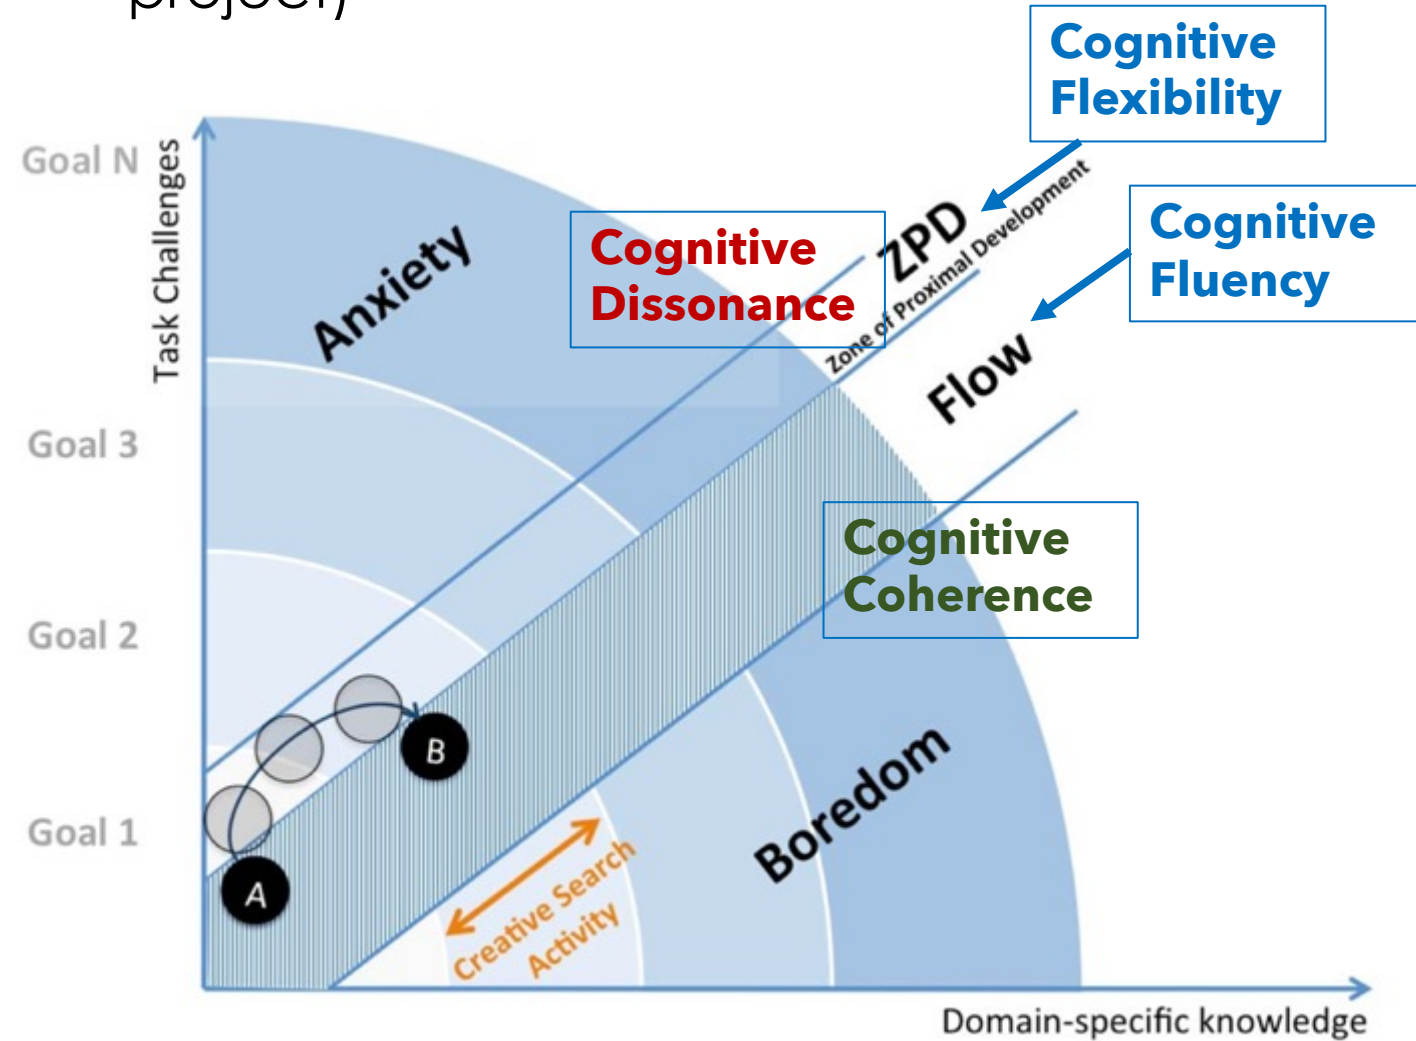 project)
Cognitive
Flexibility
Goal N
Task Challenges
Anxiety
Cognitive
Dissonance
ZPD
Zone of Proximal Development
Cognitive
Fluency
Flow
Goal 3
Cognitive
Coherence
Goal 2
B
Boredom
Goal 1
A
Creative Search
Activity
Domain-specific knowledge